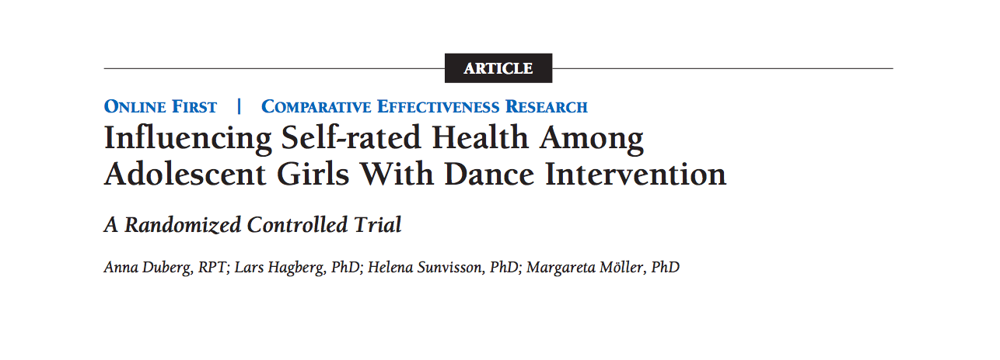 ARTICLE
ONLINE FIRST | COMPARATIVE EFFECTIVENESS RESEARCH
Influencing Self-rated Health Among
Adolescent Girls With Dance Intervention
A Randomized Controlled Trial
Anna Duberg, RPT; Lars Hagberg, PhD; Helena Sunvisson, PhD; Margareta Möller, PhD